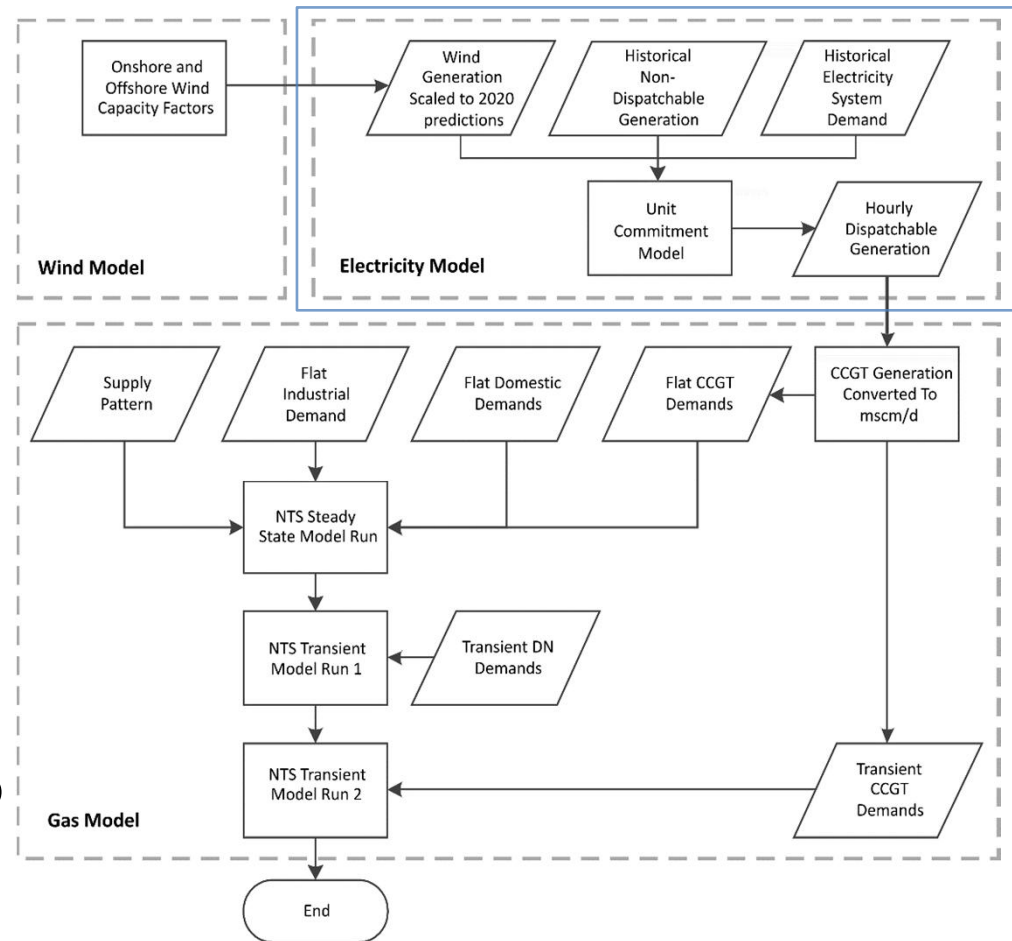 Onshore and
Offshore Wind
Capacity Factors
Wind Model
Wind
Generation
Scaled to 2020
predictions
Historical
Non-
Dispatchable
Generation
Historical
Electricity
System
Demand
Unit
Commitment
Model
Hourly
Dispatchable
Generation
Electricity Model
Supply
Pattern
Flat
Industrial
Demand
Flat Domestic
Demands
Flat CCGT
Demands
CCGT Generation
Converted To
mscm/d
NTS Steady
State Model Run
NTS Transient
Model Run 1
Transient DN
Demands
NTS Transient
Model Run 2
Transient
CCGT
Demands
Gas Model
End
)